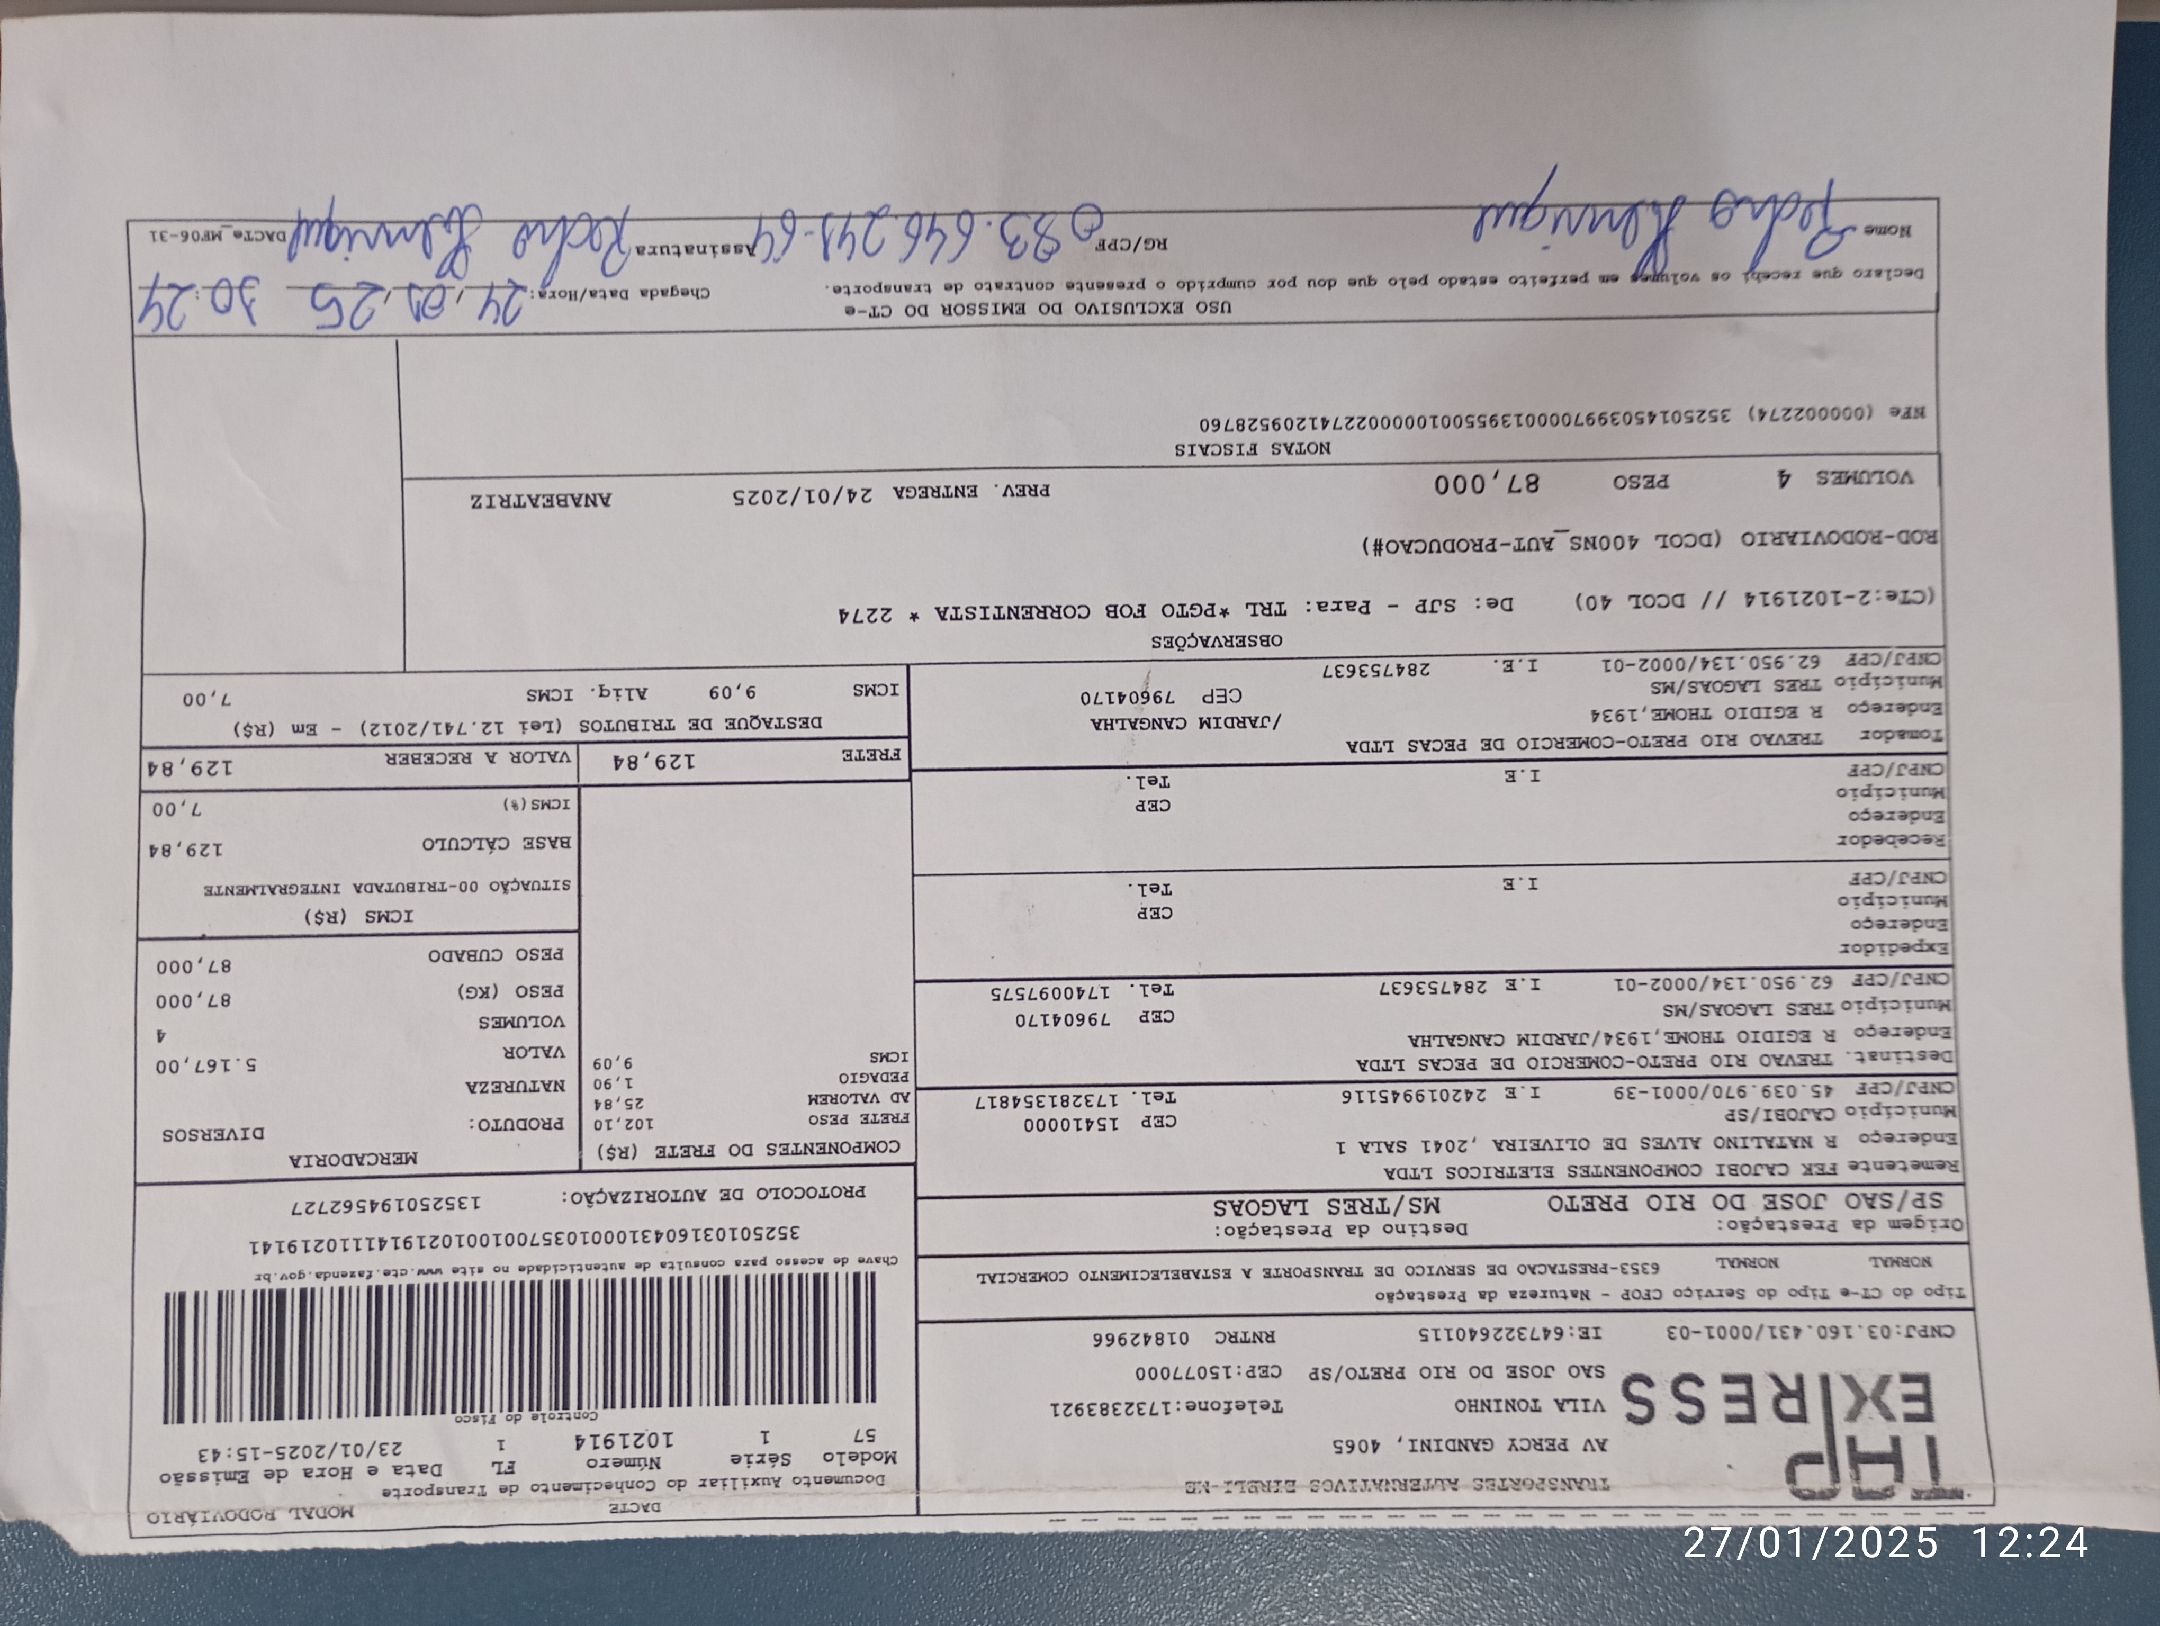 DACTE MODAL RODOVIÁRIO
TRANSPORTES ALTERNATIVOS EIRELI-ME
Documento Auxiliar do Conhecimento de Transporte
THP EXPRESS
AV PERCY GANDINI, 4065
Modelo Série Número FL Data e Hora de Emissão
57 1 1021914 1 23/01/2025-15:43
VILA TONINHO Telefone:1732383921
Controle do Fisco
SAO JOSE DO RIO PRETO/SP CEP:15077000
CNPJ:03.160.431/0001-03 IE:647322640115 RNTRC 01842966
Tipo do CT-e Tipo do Serviço CFOP - Natureza da Prestação
NORMAL NORMAL 6353-PRESTACAO DE SERVICO DE TRANSPORTE A ESTABELECIMENTO COMERCIAL
Chave de acesso para consulta de autenticidade no site www.cte.fazenda.gov.br
35250103160431000103570010010219141110219141
Origem da Prestação: Destino da Prestação:
SP/SAO JOSE DO RIO PRETO MS/TRES LAGOAS
PROTOCOLO DE AUTORIZAÇÃO: 135250194562727
Remetente FEK CAJOBI COMPONENTES ELETRICOS LTDA
Endereço R NATALINO ALVES DE OLIVEIRA ,2041 SALA 1
Município CAJOBI/SP CEP 15410000
CNPJ/CPF 45.039.970/0001-39 I.E 242019945116 Tel. 173281354817
Destinat. TREVAO RIO PRETO-COMERCIO DE PECAS LTDA
Endereço R EGIDIO THOME,1934/JARDIM CANGALHA
Município TRES LAGOAS/MS CEP 79604170
CNPJ/CPF 62.950.134/0002-01 I.E 284753637 Tel. 1740097575
Expedidor
Endereço
Município CEP
CNPJ/CPF I.E Tel.
Recebedor
Endereço
Município CEP
CNPJ/CPF I.E Tel.
Tomador TREVAO RIO PRETO-COMERCIO DE PECAS LTDA
Endereço R EGIDIO THOME,1934 /JARDIM CANGALHA
Município TRES LAGOAS/MS CEP 79604170
CNPJ/CPF 62.950.134/0002-01 I.E. 284753637
COMPONENTES DO FRETE (R$)
FRETE PESO 102,10
AD VALOREM 25,84
PEDAGIO 1,90
ICMS 9,09
MERCADORIA
PRODUTO: DIVERSOS
NATUREZA
VALOR 5.167,00
VOLUMES 4
PESO (KG) 87,000
PESO CUBADO 87,000
ICMS (R$)
SITUAÇÃO 00-TRIBUTADA INTEGRALMENTE
BASE CÁLCULO 129,84
ICMS(%) 7,00
FRETE 129,84 VALOR A RECEBER 129,84
DESTAQUE DE TRIBUTOS (Lei 12.741/2012) - Em (R$)
ICMS 9,09 Aliq. ICMS 7,00
OBSERVAÇÕES
(CTe:2-1021914 // DCOL 40) De: SJP - Para: TRL *PGTO FOB CORRENTISTA * 2274
ROD-RODOVIARIO (DCOL 400NS_AUT-PRODUCAO#)
VOLUMES 4 PESO 87,000 PREV. ENTREGA 24/01/2025 ANABEATRIZ
NOTAS FISCAIS
NFe (000002274) 35250145039970000139550010000022741209528760
USO EXCLUSIVO DO EMISSOR DO CT-e
Declaro que recebi os volumes em perfeito estado pelo que dou por cumprido o presente contrato de transporte. Chegada Data/Hora: 24,01,25 30:24
Nome Pedro Henrique RG/CPF 083.646.241-64 Assinatura Pedro Henrique DACTe_MF06-31
27/01/2025 12:24